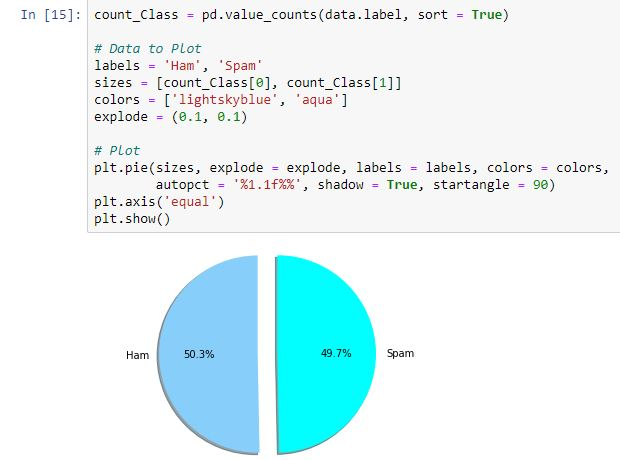 In [15]: count_Class = pd.value_counts(data.label, sort = True)
# Data to Plot
labels = 'Ham', 'Spam'
sizes = [count_Class[0], count_Class[1]]
colors = ['lightskyblue', 'aqua']
explode = (0.1, 0.1)
# Plot
plt.pie(sizes, explode = explode, labels = labels, colors = colors,
autopct = '%1.1f%%', shadow = True, startangle = 90)
plt.axis('equal')
plt.show()
Ham 50.3% 49.7% Spam